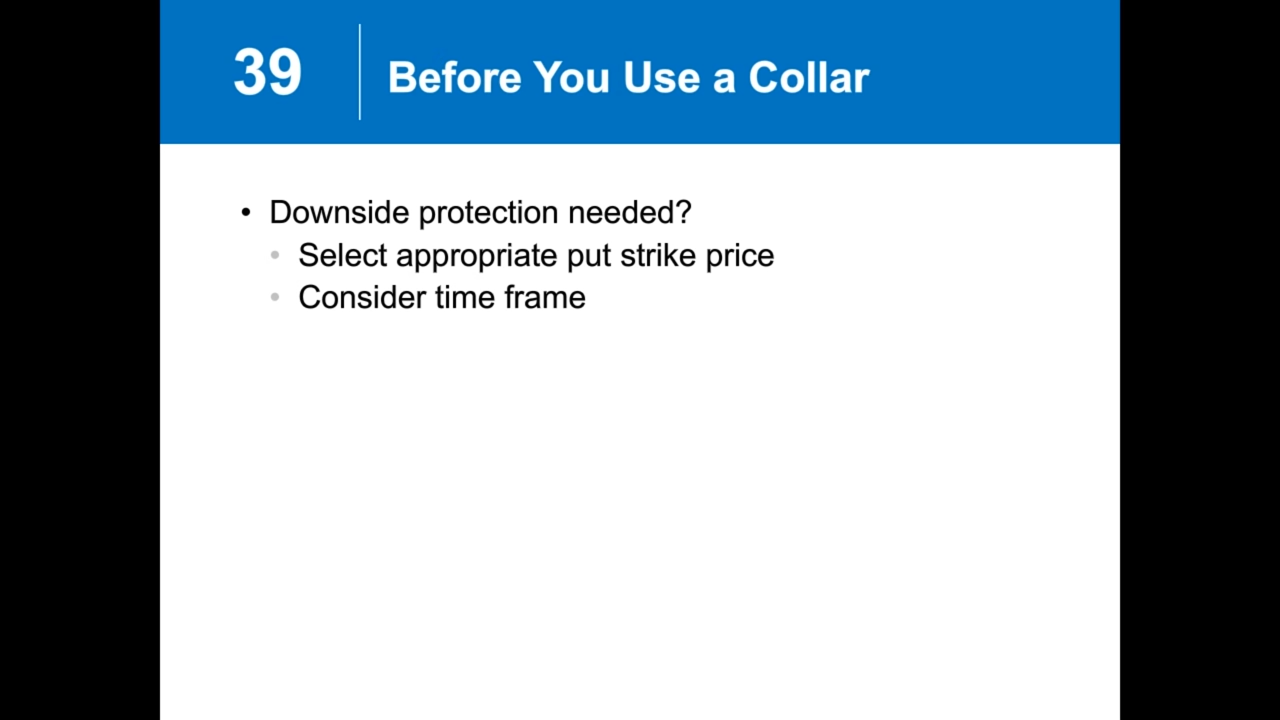 39
Before You Use a Collar
• Downside protection needed?
• Select appropriate put strike price
• Consider time frame